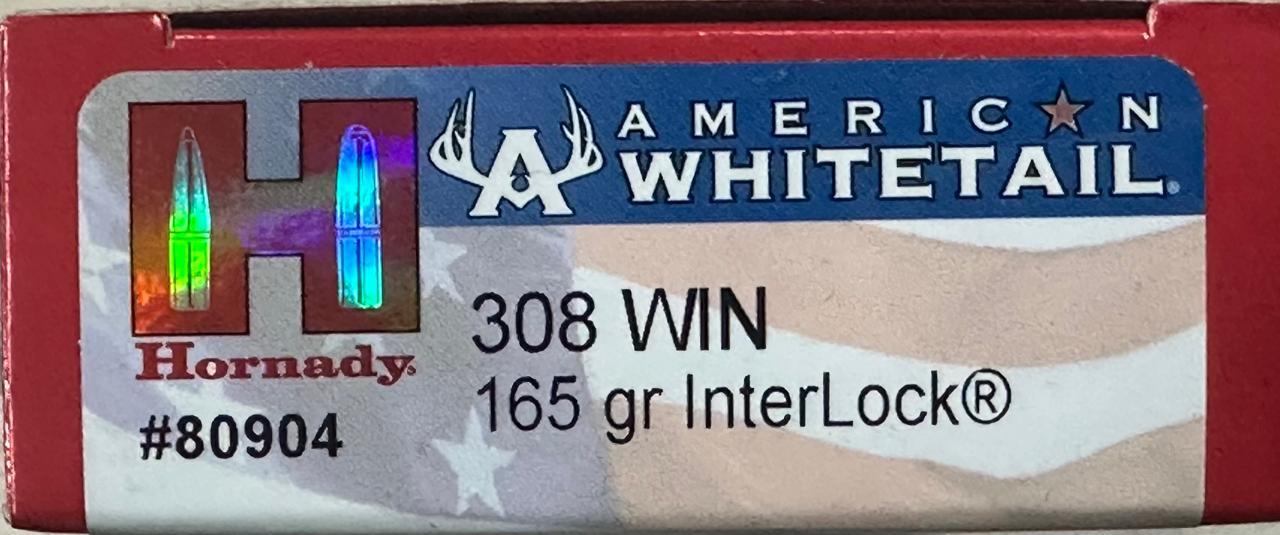 AMERICAN
WHITETAIL®
Hornady®
#80904
308 WIN
165 gr InterLock®